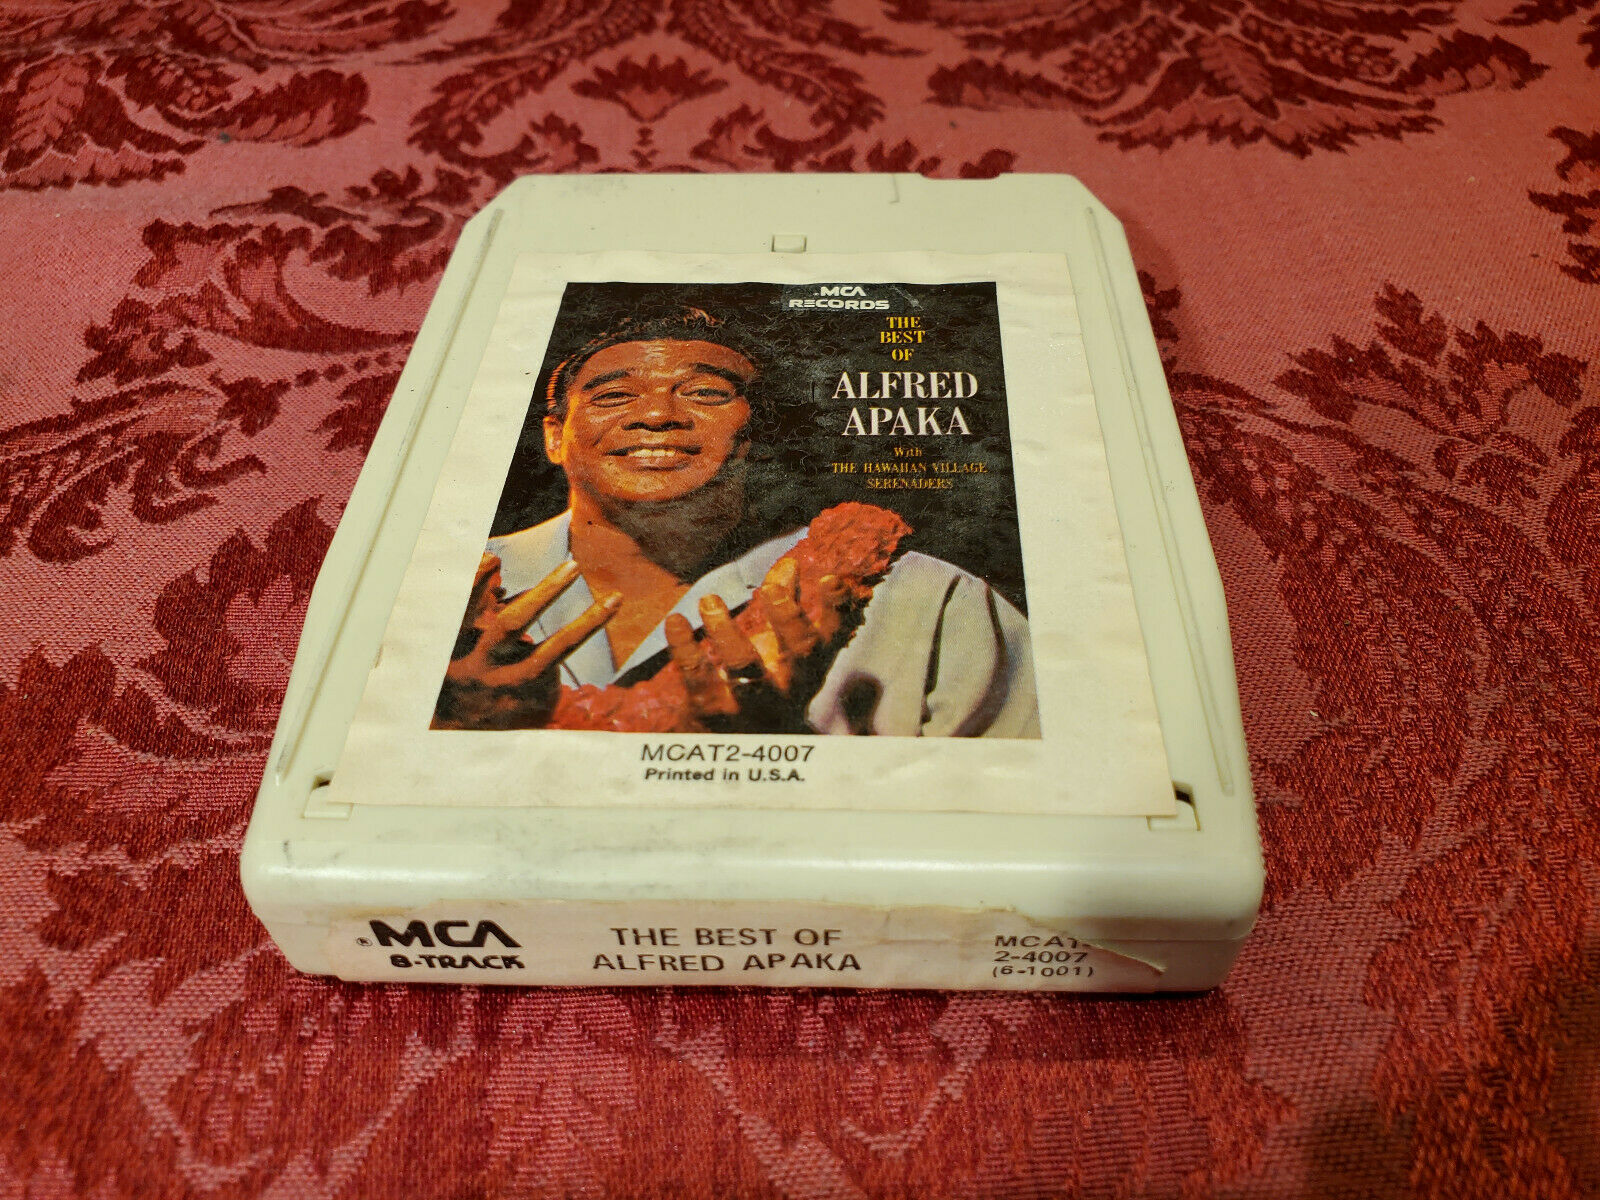 MCA
RECORDS
THE
BEST
OF
ALFRED
APAKA
With
THE HAWAIIAN VILLAGE
SERENADERS
MCAT2-4007
Printed in U.S.A.
® MCA
8-TRACK
THE BEST OF
ALFRED APAKA
MCAT
2-4007
(6-1001)